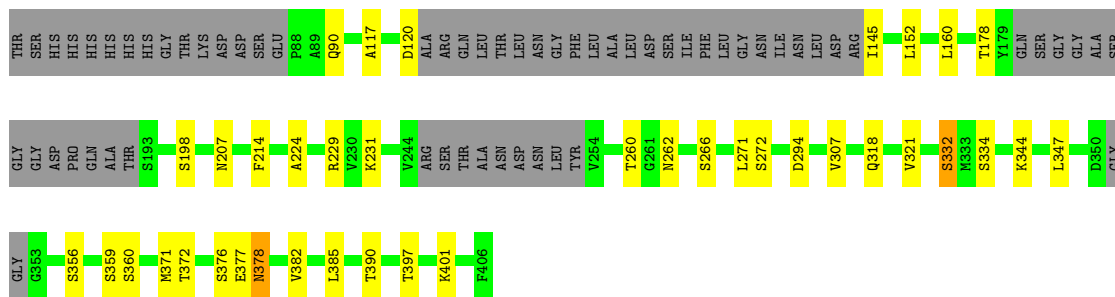 THR SER HIS HIS HIS HIS HIS HIS GLY THR LYS ASP ASP SER GLU P88 A89 Q90 A117 D120 ALA ARG GLN LEU THR LEU ASN GLY PHE LEU ALA LEU ASP SER ILE PHE LEU GLY ASN ILE ASN LEU ASP ARG I145 L152 L160 T178 Y179 GLN SER GLY GLY ALA SER
GLY GLY ASP PRO GLN ALA THR S193 S198 N207 F214 A224 R229 V230 K231 V244 ARG SER THR ALA ASN ASP ASN LEU TYR V254 T260 G261 N262 S266 L271 S272 D294 V307 Q318 V321 S332 M333 S334 K344 L347 D350 GLY
GLY G353 S356 S359 S360 M371 T372 S376 E377 N378 V382 L385 T390 T397 K401 F406